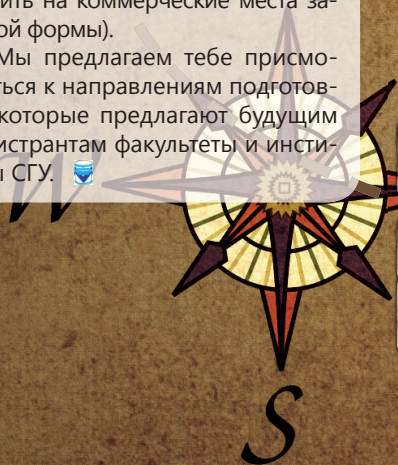 ить на коммерческие места за-
ой формы).
Мы предлагаем тебе присмо-
ться к направлениям подготов-
которые предлагают будущим
истрантам факультеты и инсти-
ы СГУ.
W
S